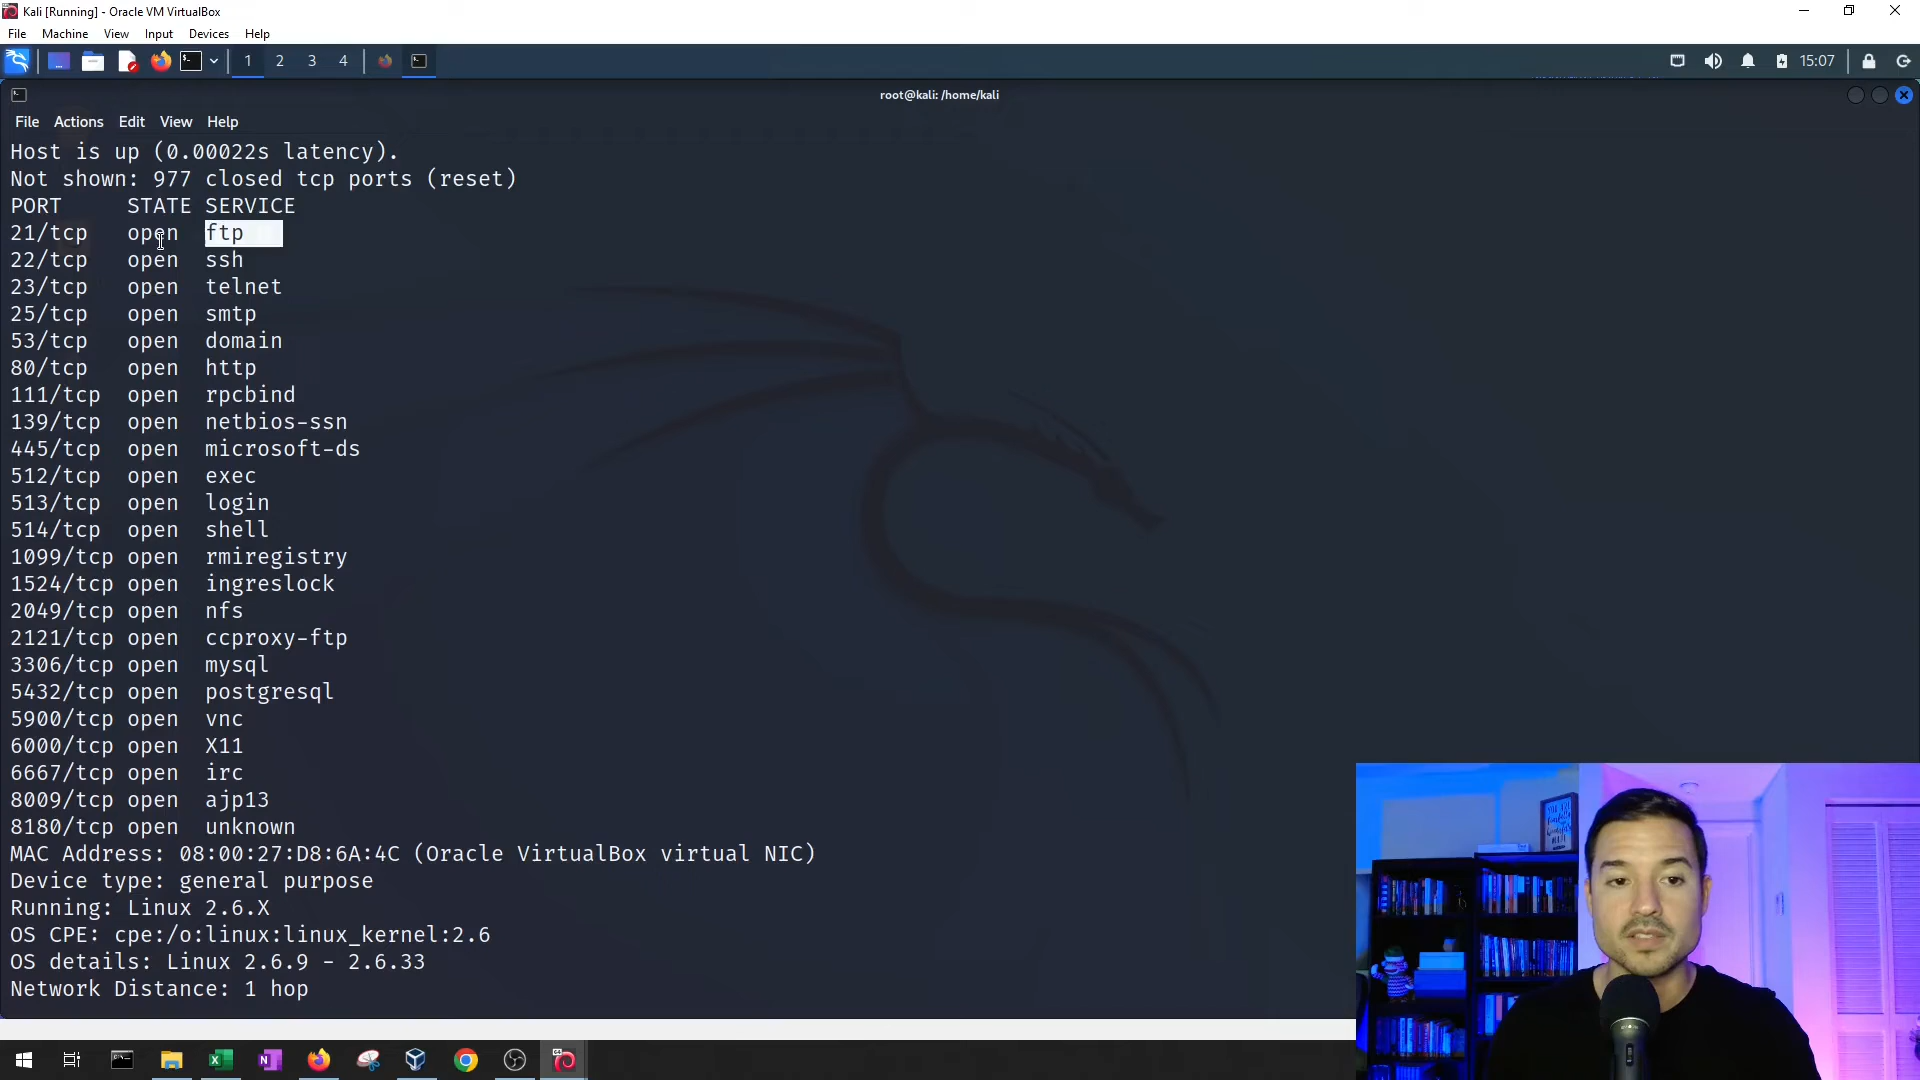 Kali [Running] - Oracle VM VirtualBox
File Machine View Input Devices Help
1 2 3 4
15:07
root@kali: /home/kali
File Actions Edit View Help
Host is up (0.00022s latency).
Not shown: 977 closed tcp ports (reset)
PORT STATE SERVICE
21/tcp open ftp
22/tcp open ssh
23/tcp open telnet
25/tcp open smtp
53/tcp open domain
80/tcp open http
111/tcp open rpcbind
139/tcp open netbios-ssn
445/tcp open microsoft-ds
512/tcp open exec
513/tcp open login
514/tcp open shell
1099/tcp open rmiregistry
1524/tcp open ingreslock
2049/tcp open nfs
2121/tcp open ccproxy-ftp
3306/tcp open mysql
5432/tcp open postgresql
5900/tcp open vnc
6000/tcp open X11
6667/tcp open irc
8009/tcp open ajp13
8180/tcp open unknown
MAC Address: 08:00:27:D8:6A:4C (Oracle VirtualBox virtual NIC)
Device type: general purpose
Running: Linux 2.6.X
OS CPE: cpe:/o:linux:linux_kernel:2.6
OS details: Linux 2.6.9 - 2.6.33
Network Distance: 1 hop